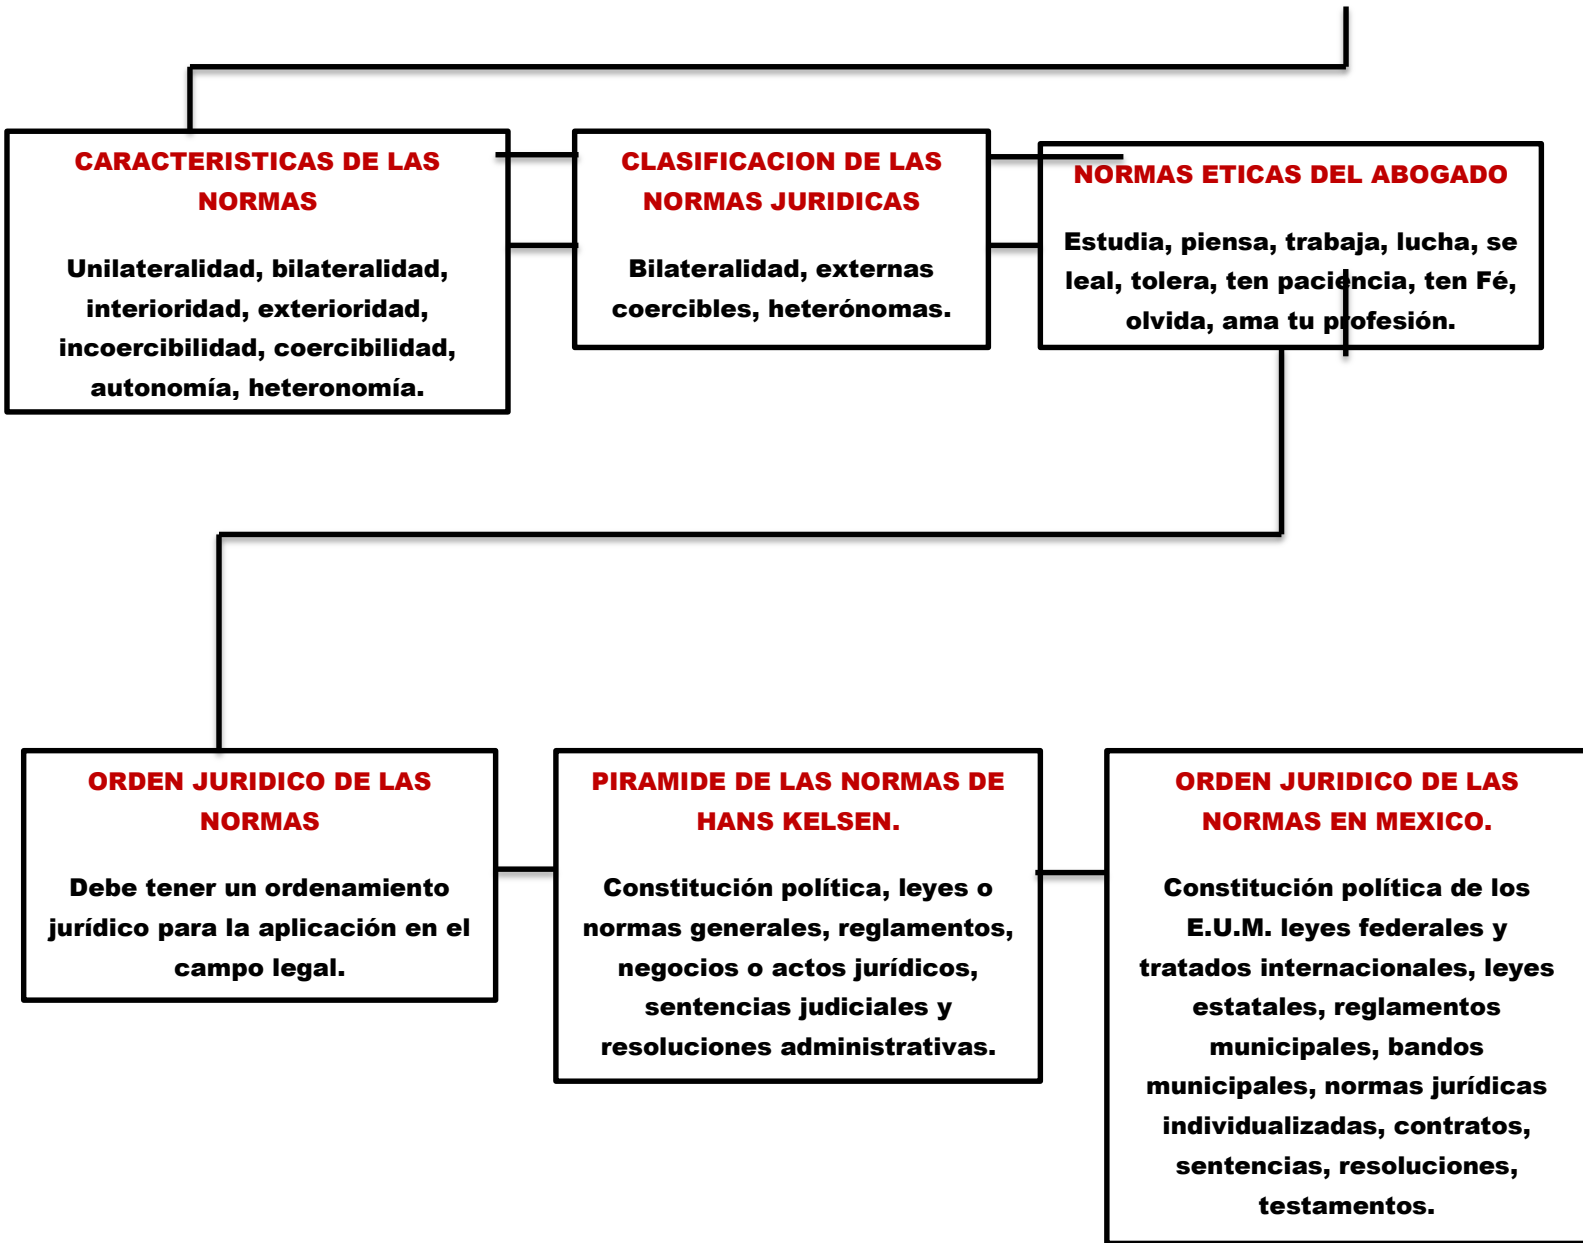 CARACTERISTICAS DE LAS
NORMAS
Unilateralidad, bilateralidad,
interioridad, exterioridad,
incoercibilidad, coercibilidad,
autonomía, heteronomía.
CLASIFICACION DE LAS
NORMAS JURIDICAS
Bilateralidad, externas
coercibles, heterónomas.
NORMAS ETICAS DEL ABOGADO
Estudia, piensa, trabaja, lucha, se
leal, tolera, ten paciencia, ten Fé,
olvida, ama tu profesión.
ORDEN JURIDICO DE LAS
NORMAS
Debe tener un ordenamiento
jurídico para la aplicación en el
campo legal.
PIRAMIDE DE LAS NORMAS DE
HANS KELSEN.
Constitución política, leyes o
normas generales, reglamentos,
negocios o actos jurídicos,
sentencias judiciales y
resoluciones administrativas.
ORDEN JURIDICO DE LAS
NORMAS EN MEXICO.
Constitución política de los
E.U.M. leyes federales y
tratados internacionales, leyes
estatales, reglamentos
municipales, bandos
municipales, normas jurídicas
individualizadas, contratos,
sentencias, resoluciones,
testamentos.